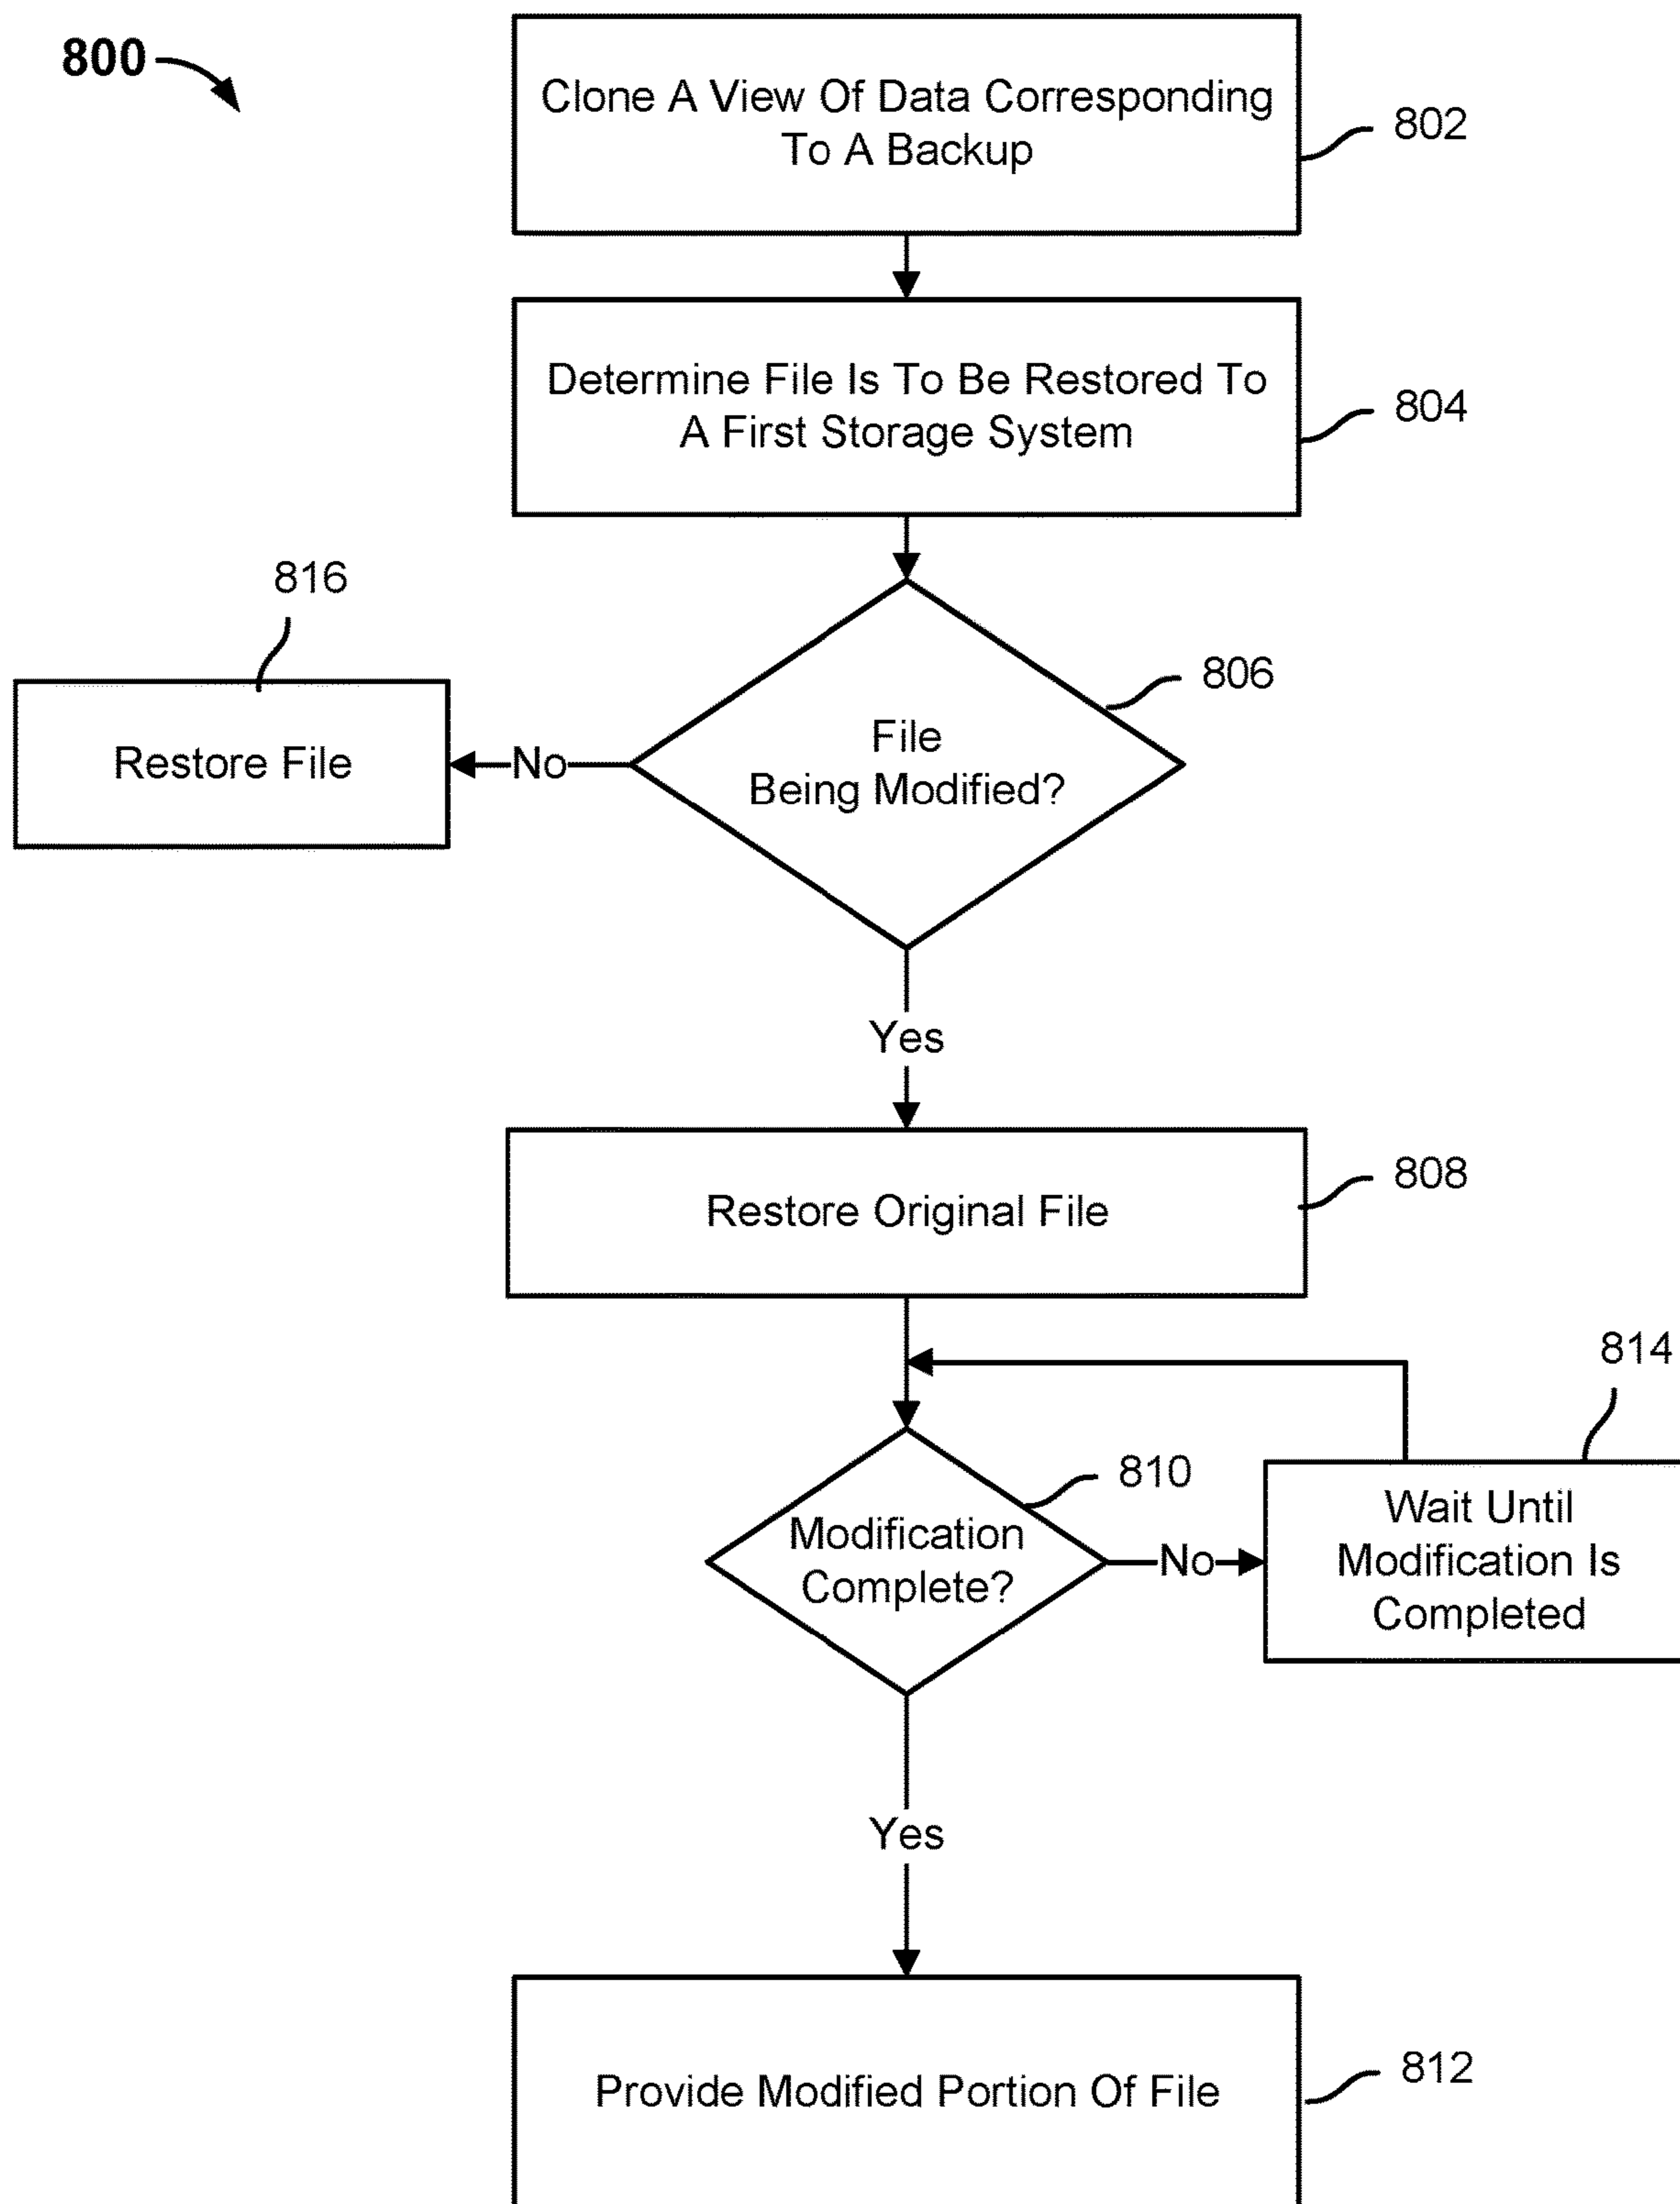 800
Clone A View Of Data Corresponding
To A Backup
802
Determine File Is To Be Restored To
A First Storage System
804
816
806
File
Being Modified?
No
Restore File
Yes
808
Restore Original File
814
810
Modification
Complete?
No
Wait Until
Modification Is
Completed
Yes
812
Provide Modified Portion Of File